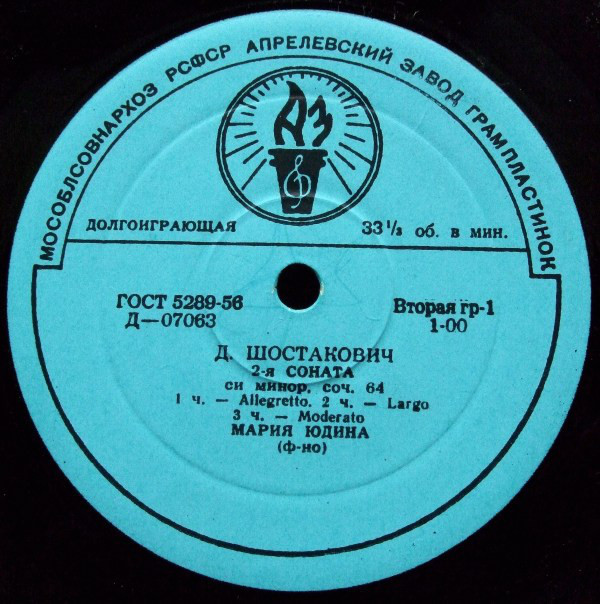 МОСОБЛСОВНАРХОЗ РСФСР АПРЕЛЕВСКИЙ ЗАВОД ГРАМПЛАСТИНОК
АЗ
ДОЛГОИГРАЮЩАЯ
33 1/3 об. в мин.
ГОСТ 5289-56
Д—07063
Вторая гр-1
1-00
Д. ШОСТАКОВИЧ
2-я СОНАТА
си минор, соч. 64
1 ч. — Allegretto. 2 ч. — Largo
3 ч. — Moderato
МАРИЯ ЮДИНА
(ф-но)